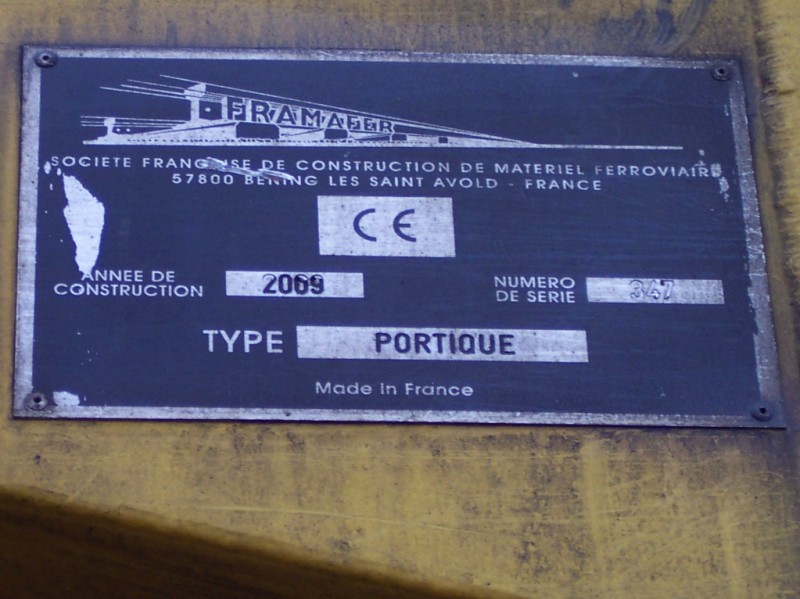 FRAMAFER
SOCIETE FRANCAISE DE CONSTRUCTION DE MATERIEL FERROVIAIRE
57800 BENING LES SAINT AVOLD - FRANCE
CE
ANNEE DE CONSTRUCTION 2009
NUMERO DE SERIE 347
TYPE PORTIQUE
Made in France